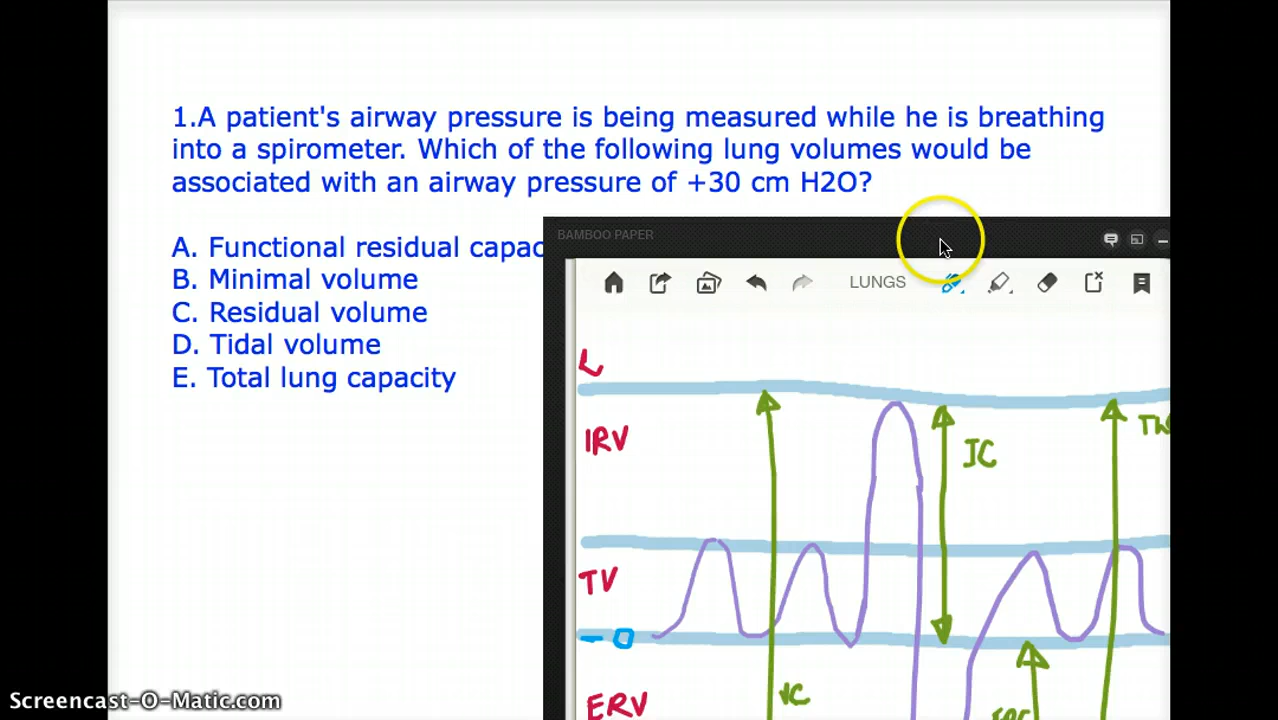 1.A patient's airway pressure is being measured while he is breathing
into a spirometer. Which of the following lung volumes would be
associated with an airway pressure of +30 cm H2O?
A. Functional residual capac
B. Minimal volume
C. Residual volume
D. Tidal volume
E. Total lung capacity
BAMBOO PAPER
LUNGS
L
IRV
IC
TV
- 0
ERV
VC
Screencast-O-Matic.com